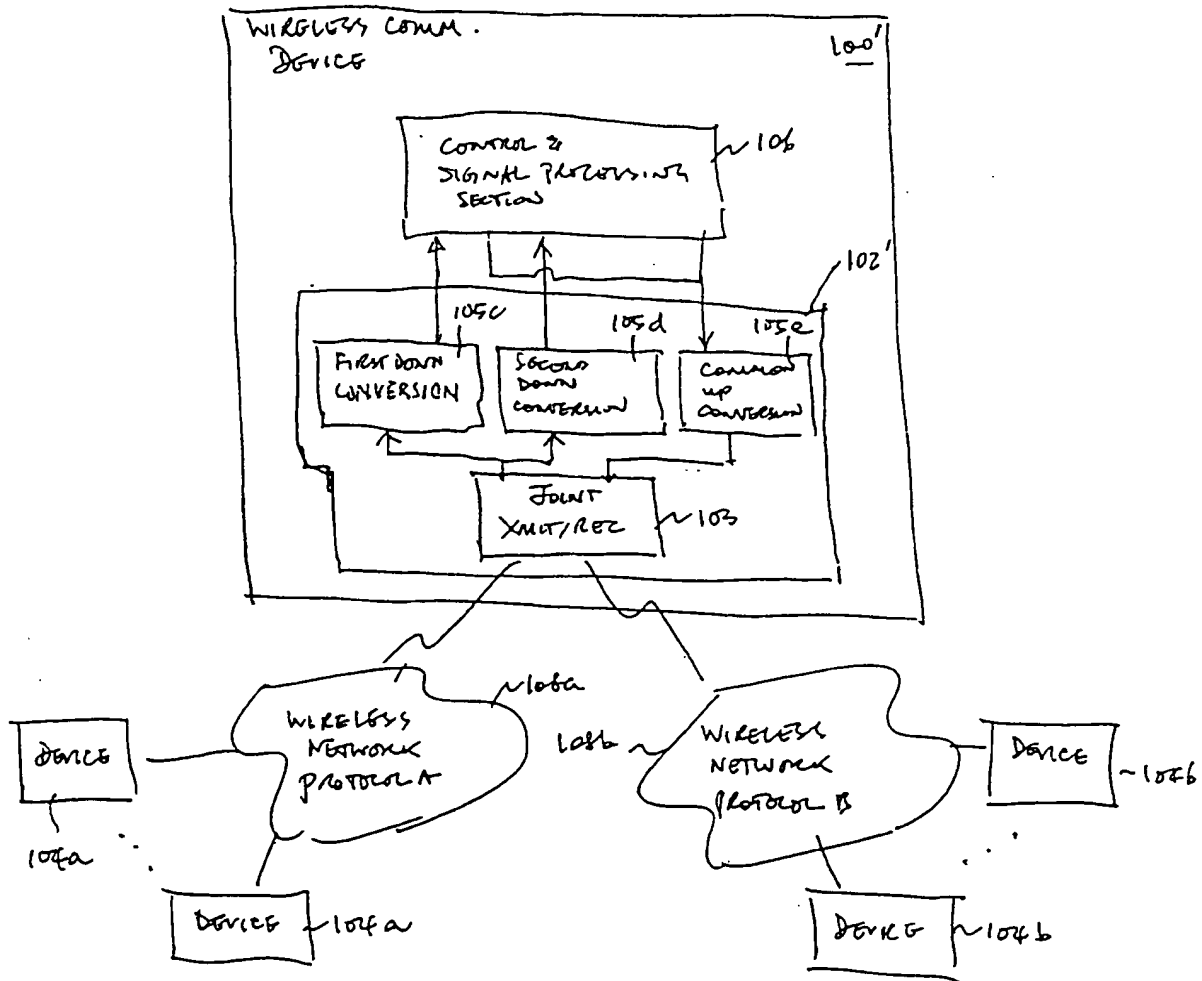 WIRELESS COMM.
DEVICE
100'
CONTROL &
SIGNAL PROCESSING
SECTION
106
102'
105c
105d
105e
FIRST DOWN
CONVERSION
SECOND
DOWN
CONVERSION
COMMON
UP
CONVERSION
JOINT
XMIT/REC
103
108a
WIRELESS
NETWORK
PROTOCOL A
108b
WIRELESS
NETWORK
PROTOCOL B
DEVICE
104a
DEVICE
104b
DEVICE
104a
DEVICE
104b